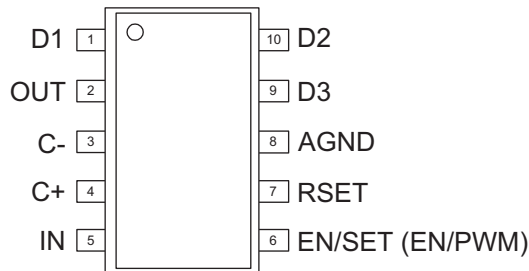 D1 1 10 D2
OUT 2 9 D3
C- 3 8 AGND
C+ 4 7 RSET
IN 5 6 EN/SET (EN/PWM)